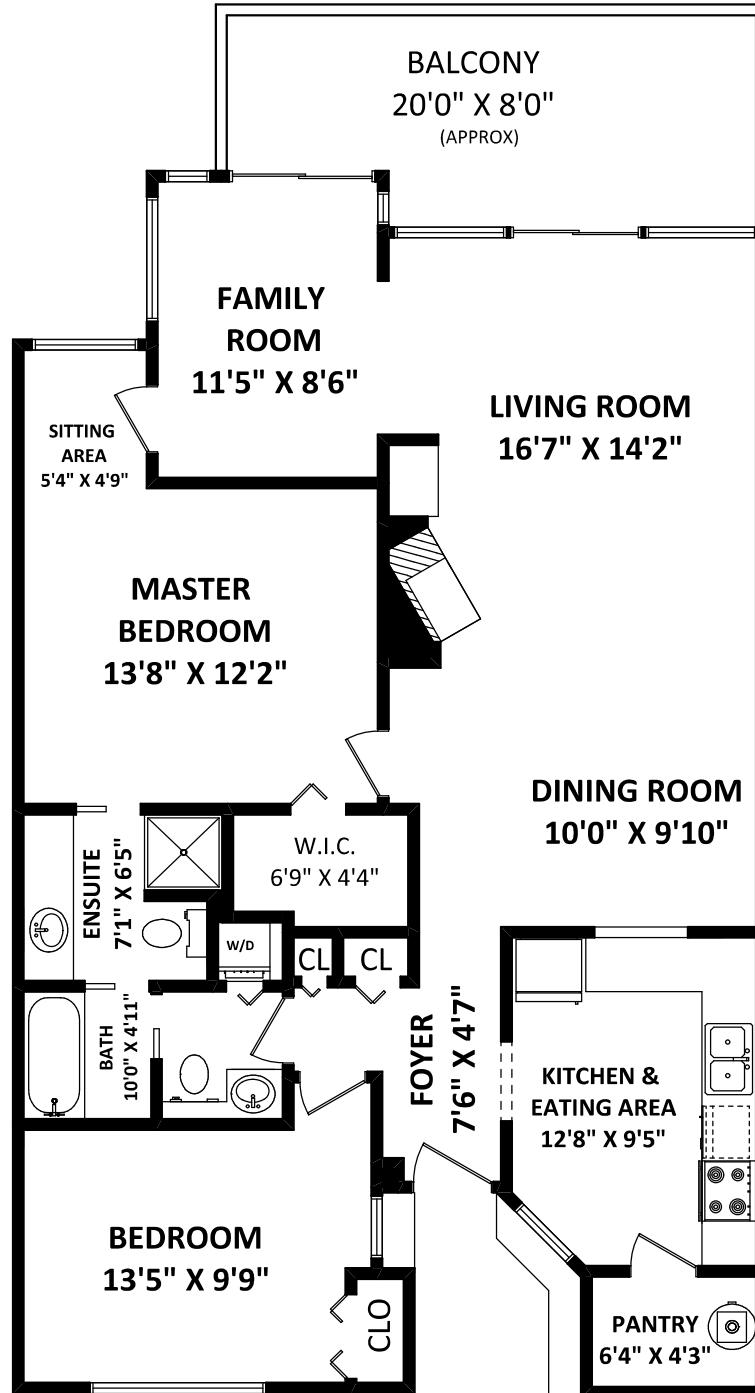 BALCONY
20'0" X 8'0"
(APPROX)
FAMILY
ROOM
11'5" X 8'6"
LIVING ROOM
16'7" X 14'2"
SITTING
AREA
5'4" X 4'9"
MASTER
BEDROOM
13'8" X 12'2"
DINING ROOM
10'0" X 9'10"
ENSUITE
7'1" X 6'5"
W.I.C.
6'9" X 4'4"
W/D
CL
CL
BATH
10'0" X 4'11"
FOYER
7'6" X 4'7"
KITCHEN &
EATING AREA
12'8" X 9'5"
BEDROOM
13'5" X 9'9"
CLO
PANTRY
6'4" X 4'3"